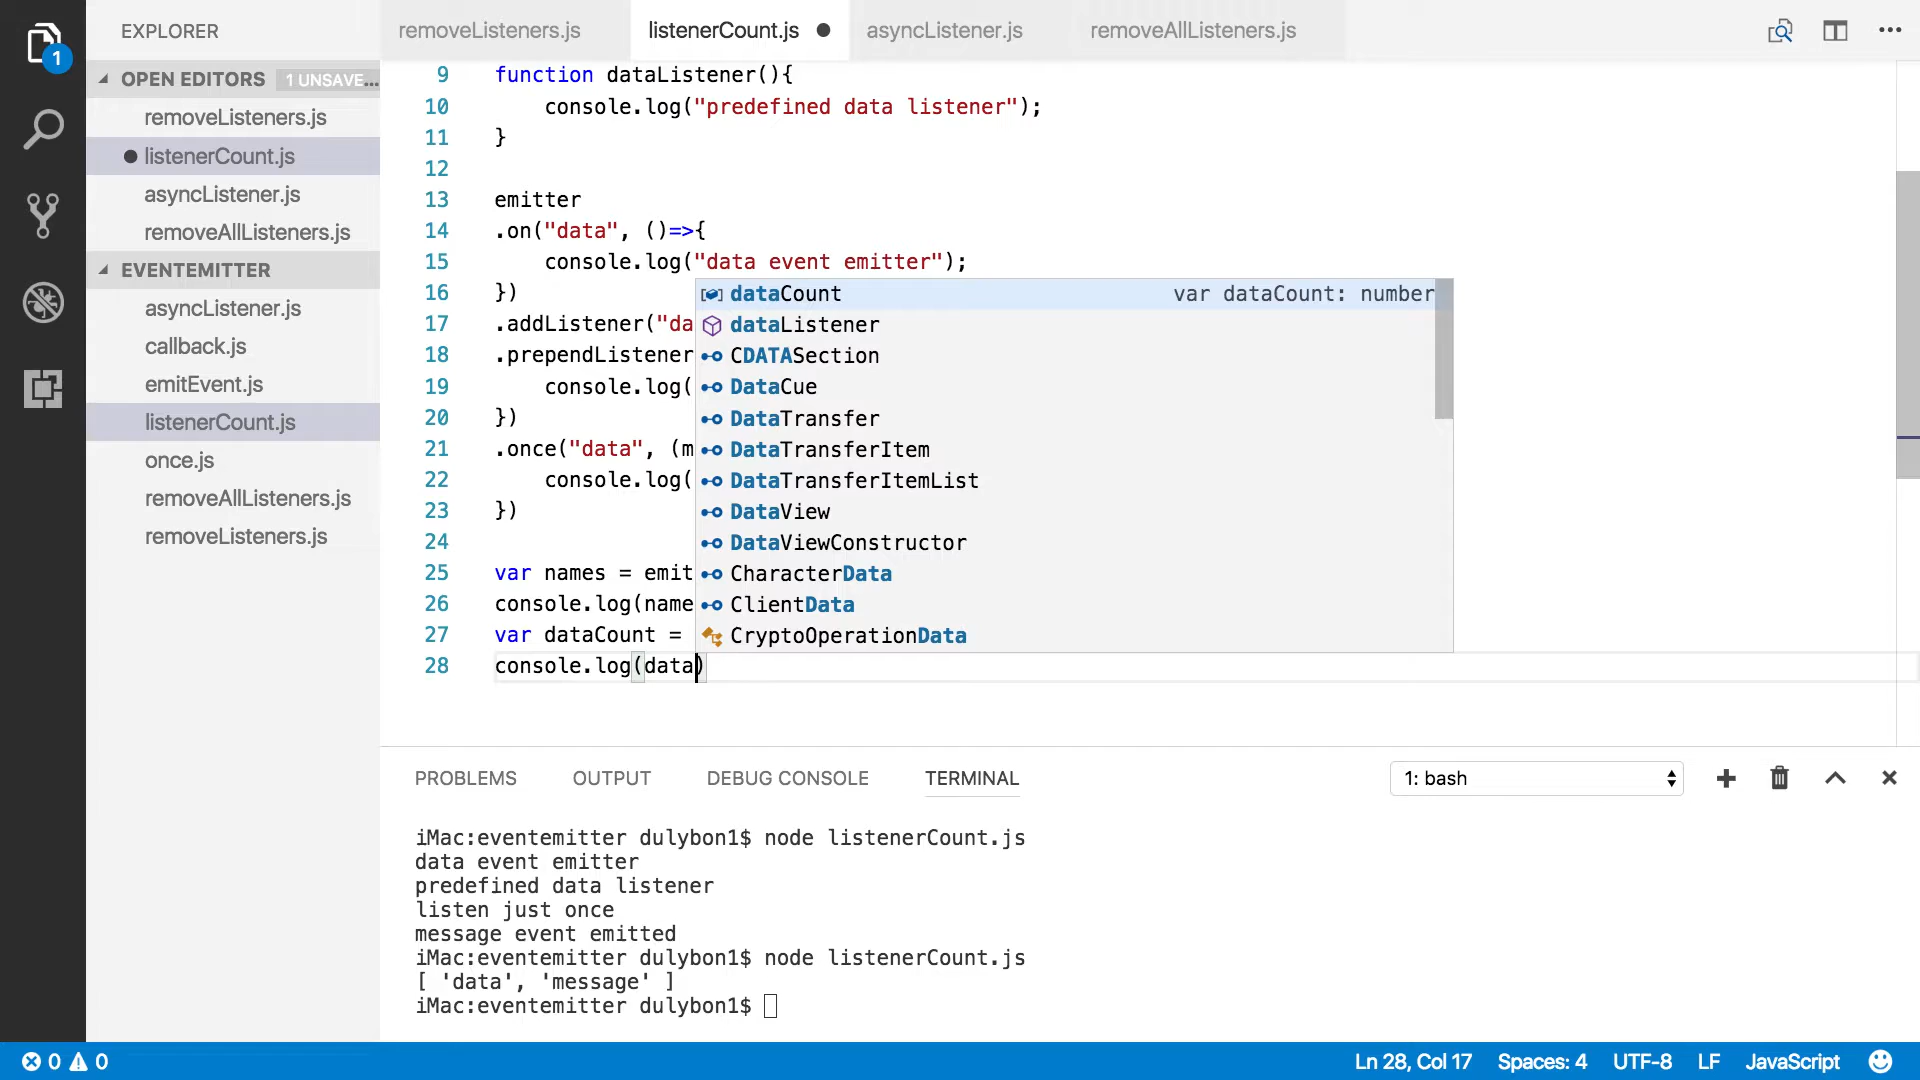 EXPLORER
1
OPEN EDITORS
1 UNSAVE...
removeListeners.js
listenerCount.js
asyncListener.js
removeAllListeners.js
EVENTEMITTER
asyncListener.js
callback.js
emitEvent.js
listenerCount.js
once.js
removeAllListeners.js
removeListeners.js
removeListeners.js
listenerCount.js
asyncListener.js
removeAllListeners.js
9 function dataListener(){
10 console.log("predefined data listener");
11 }
12
13 emitter
14 .on("data", ()=>{
15 console.log("data event emitter");
16 })
17 .addListener("da
18 .prependListener
19 console.log(
20 })
21 .once("data", (m
22 console.log(
23 })
24
25 var names = emit
26 console.log(name
27 var dataCount =
28 console.log(data)
dataCount var dataCount: number
dataListener
CDATASection
DataCue
DataTransfer
DataTransferItem
DataTransferItemList
DataView
DataViewConstructor
CharacterData
ClientData
CryptoOperationData
PROBLEMS OUTPUT DEBUG CONSOLE TERMINAL
1: bash
iMac:eventemitter dulybon1$ node listenerCount.js
data event emitter
predefined data listener
listen just once
message event emitted
iMac:eventemitter dulybon1$ node listenerCount.js
[ 'data', 'message' ]
iMac:eventemitter dulybon1$
0 0
Ln 28, Col 17 Spaces: 4 UTF-8 LF JavaScript